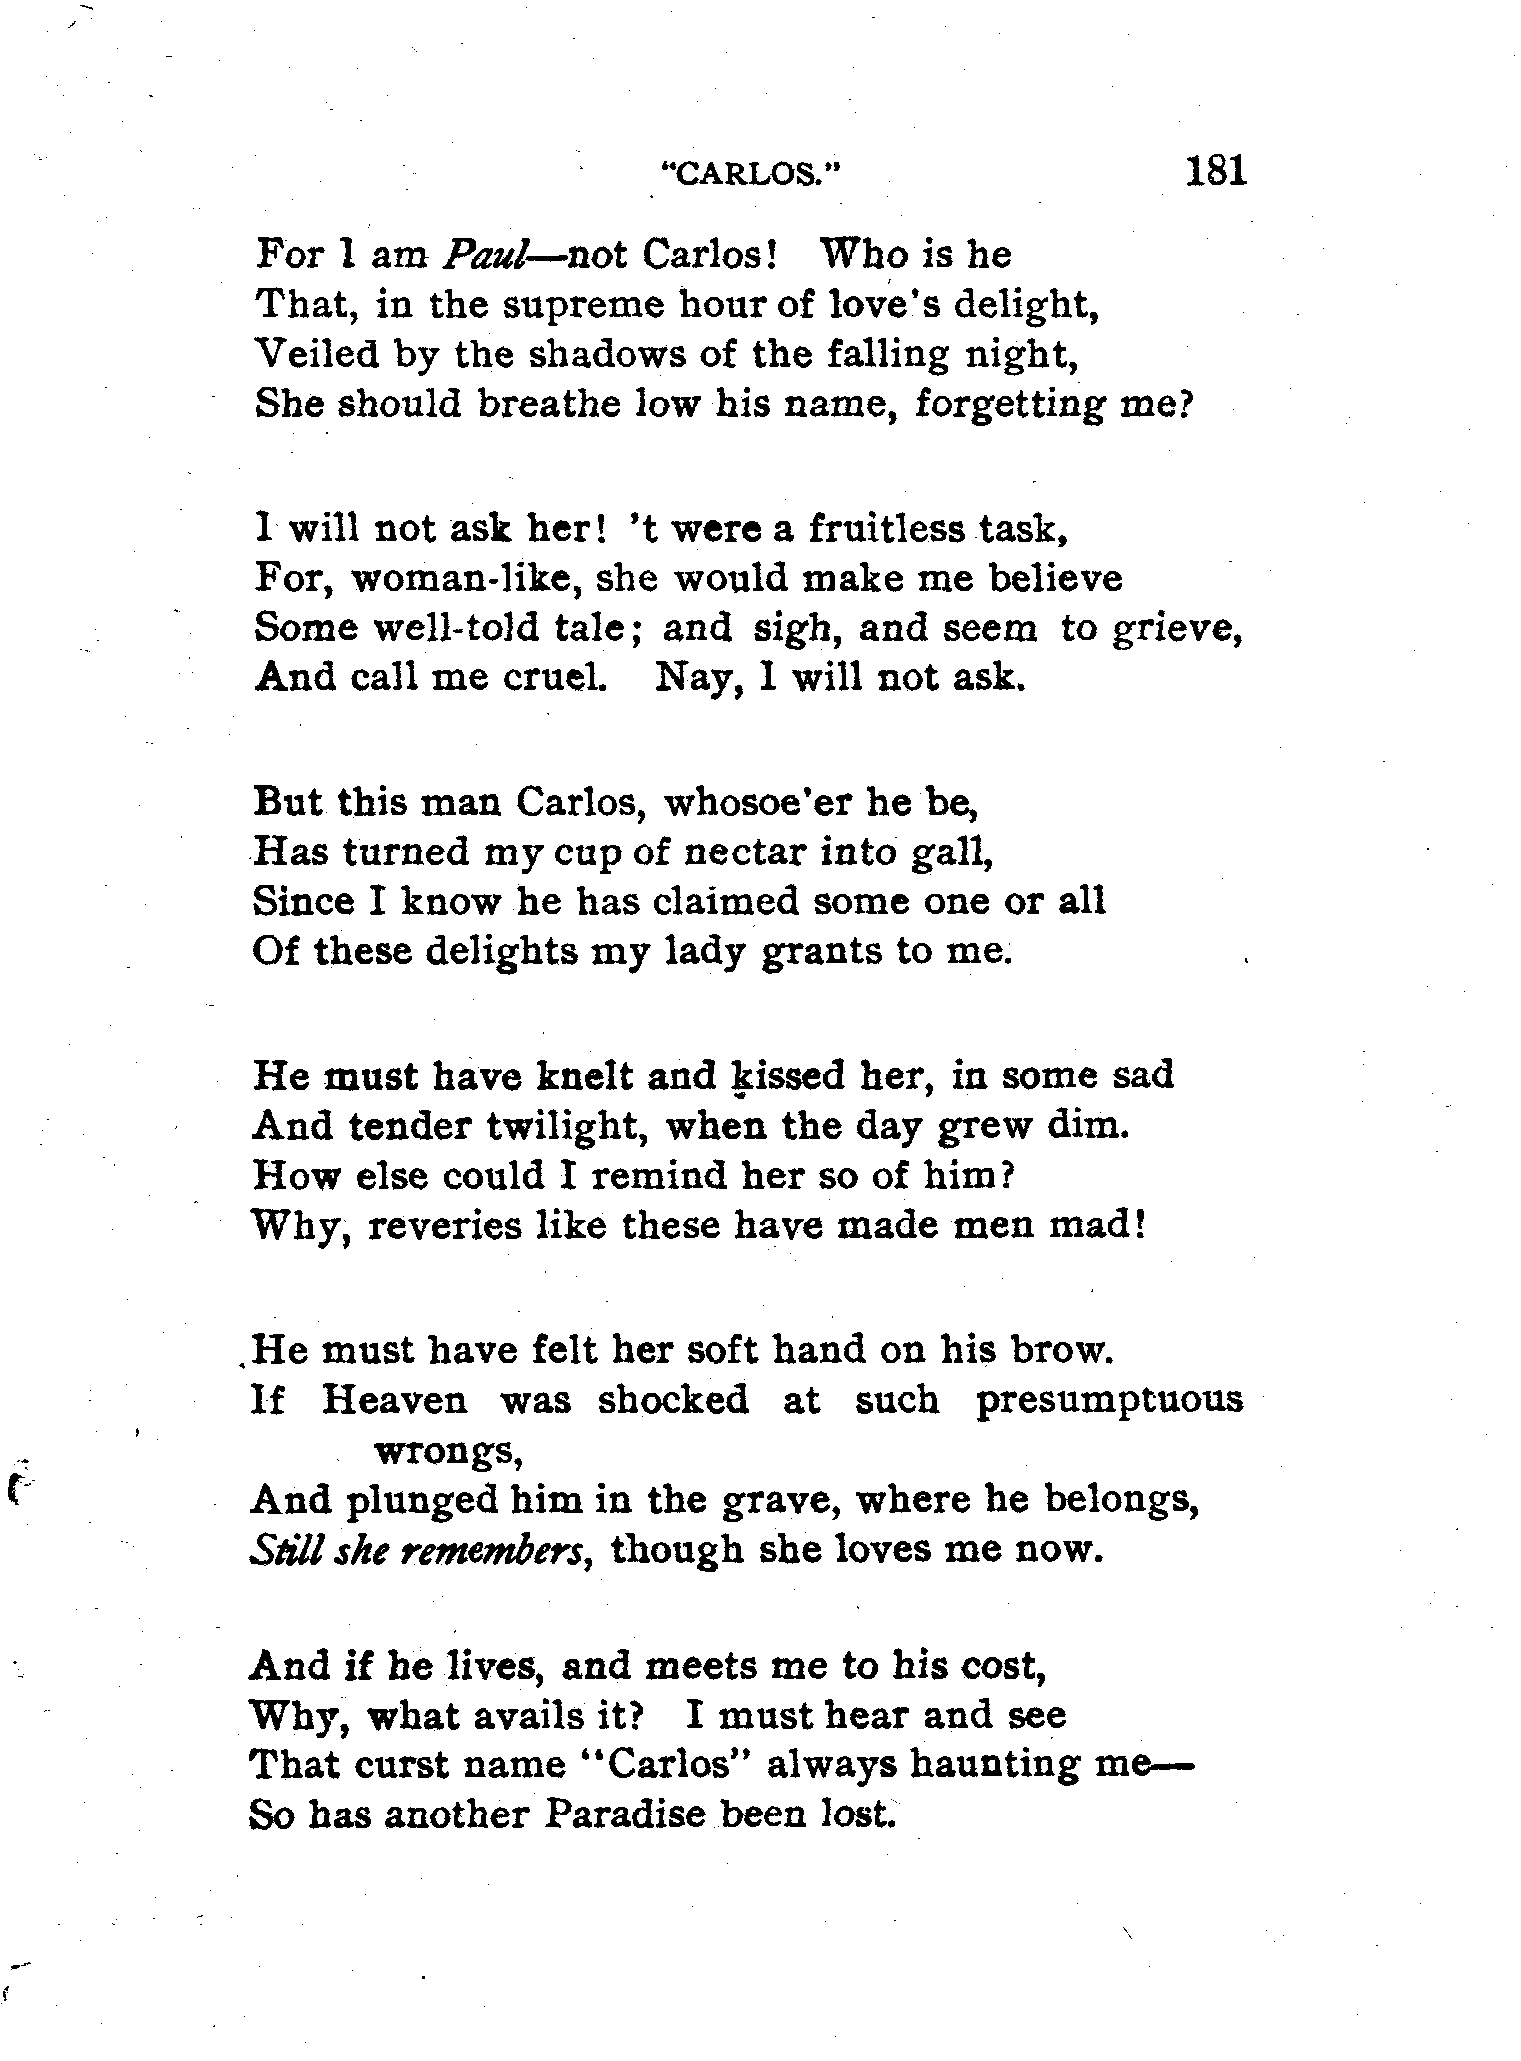 "CARLOS." 181
For I am Paul—not Carlos! Who is he
That, in the supreme hour of love's delight,
Veiled by the shadows of the falling night,
She should breathe low his name, forgetting me?
I will not ask her! 't were a fruitless task,
For, woman-like, she would make me believe
Some well-told tale; and sigh, and seem to grieve,
And call me cruel. Nay, I will not ask.
But this man Carlos, whosoe'er he be,
Has turned my cup of nectar into gall,
Since I know he has claimed some one or all
Of these delights my lady grants to me.
He must have knelt and kissed her, in some sad
And tender twilight, when the day grew dim.
How else could I remind her so of him?
Why, reveries like these have made men mad!
He must have felt her soft hand on his brow.
If Heaven was shocked at such presumptuous
wrongs,
And plunged him in the grave, where he belongs,
Still she remembers, though she loves me now.
And if he lives, and meets me to his cost,
Why, what avails it? I must hear and see
That curst name "Carlos" always haunting me—
So has another Paradise been lost.